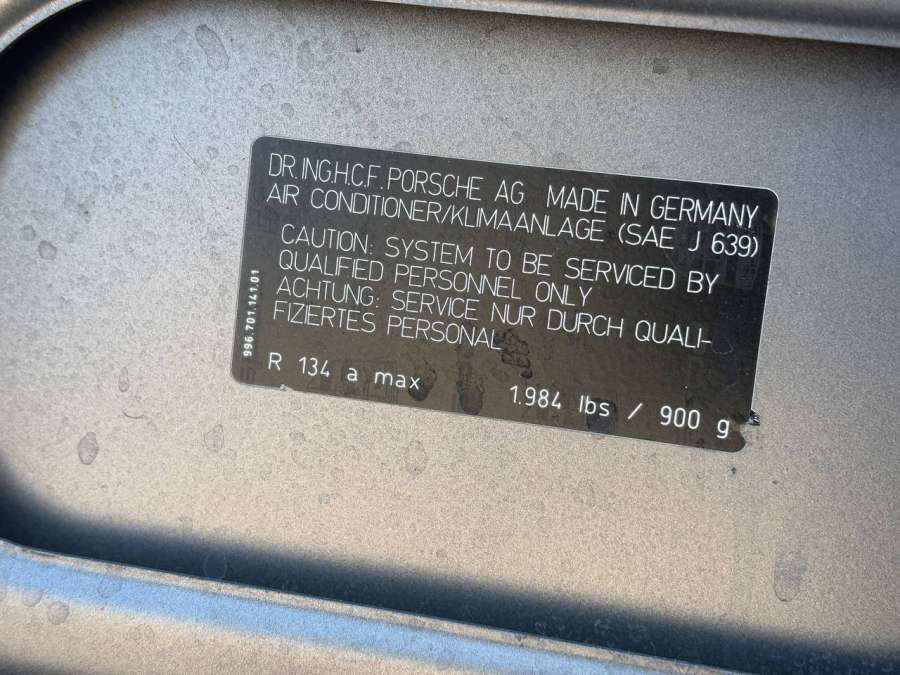 DR.ING.H.C.F. PORSCHE AG MADE IN GERMANY
AIR CONDITIONER/KLIMAANLAGE (SAE J 639)
CAUTION: SYSTEM TO BE SERVICED BY
QUALIFIED PERSONNEL ONLY
ACHTUNG: SERVICE NUR DURCH QUALI-
FIZIERTES PERSONAL
R 134 a max 1.984 lbs / 900 g
996.701.141.01